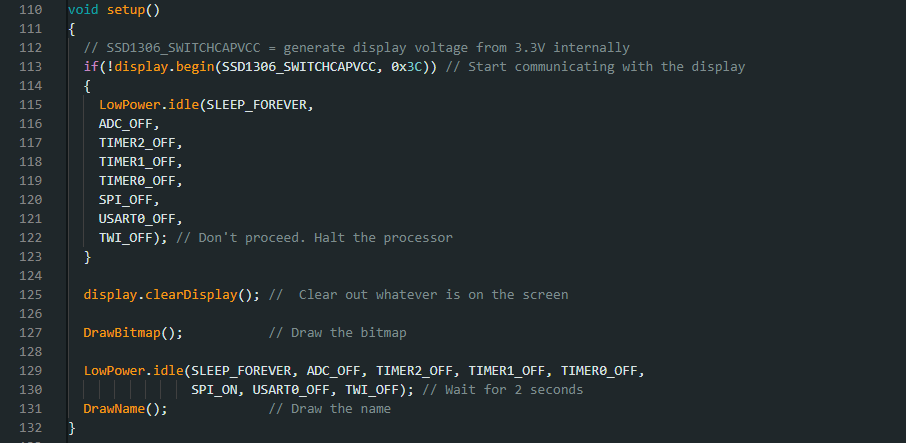 110 void setup()
111 {
112   // SSD1306_SWITCHCAPVCC = generate display voltage from 3.3V internally
113   if(!display.begin(SSD1306_SWITCHCAPVCC, 0x3C)) // Start communicating with the display
114   {
115     LowPower.idle(SLEEP_FOREVER,
116     ADC_OFF,
117     TIMER2_OFF,
118     TIMER1_OFF,
119     TIMER0_OFF,
120     SPI_OFF,
121     USART0_OFF,
122     TWI_OFF); // Don't proceed. Halt the processor
123   }
124
125   display.clearDisplay(); //  Clear out whatever is on the screen
126
127   DrawBitmap();           // Draw the bitmap
128
129   LowPower.idle(SLEEP_FOREVER, ADC_OFF, TIMER2_OFF, TIMER1_OFF, TIMER0_OFF,
130                 SPI_ON, USART0_OFF, TWI_OFF); // Wait for 2 seconds
131   DrawName();             // Draw the name
132 }